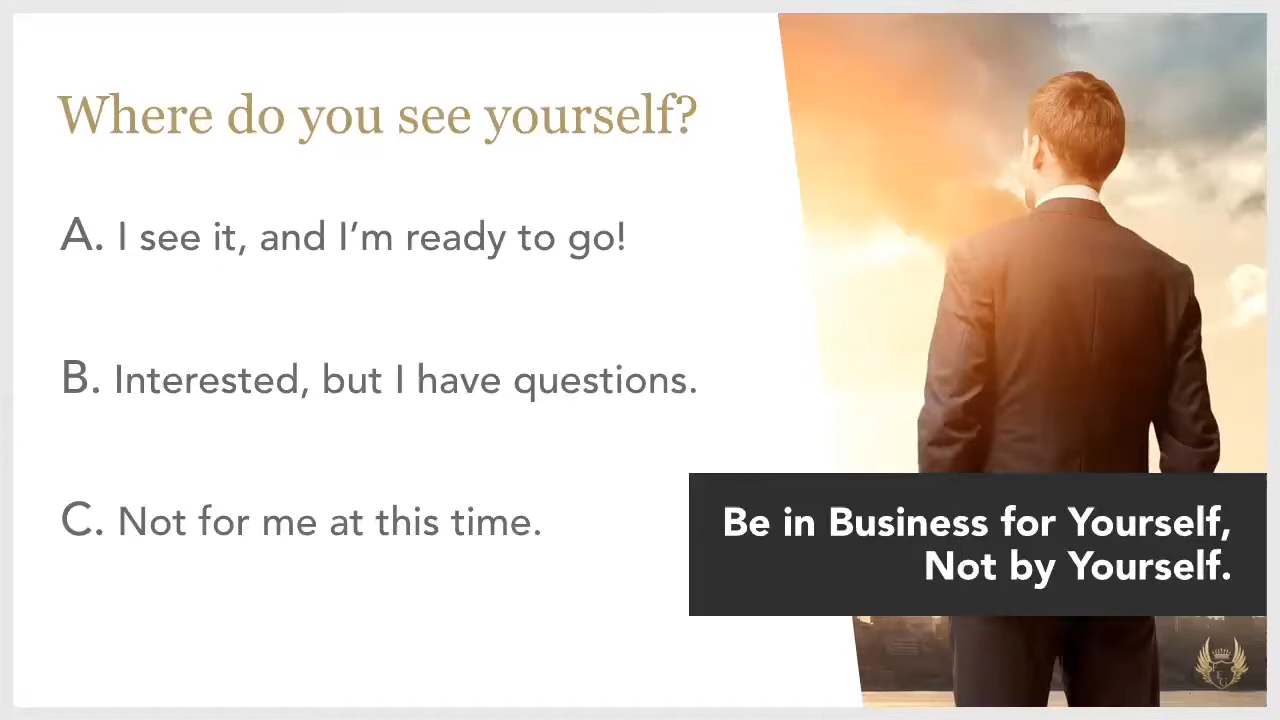 Where do you see yourself?
A. I see it, and I’m ready to go!
B. Interested, but I have questions.
C. Not for me at this time.
Be in Business for Yourself,
Not by Yourself.